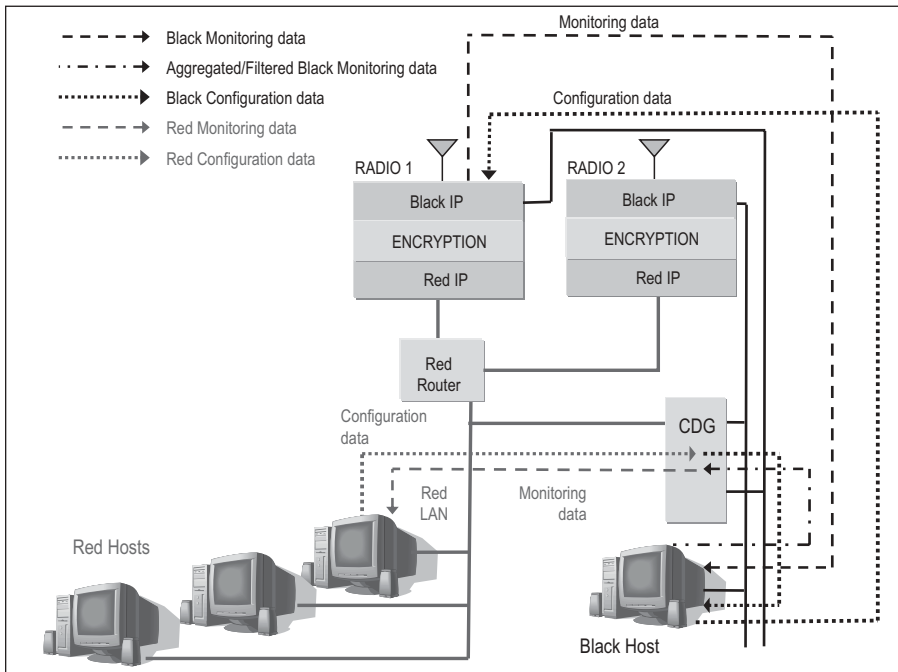 Monitoring data
Black Monitoring data
Aggregated/Filtered Black Monitoring data
Black Configuration data
Configuration data
Red Monitoring data
Red Configuration data
RADIO 1
RADIO 2
Black IP
ENCRYPTION
Red IP
Black IP
ENCRYPTION
Red IP
Red
Router
Configuration
data
CDG
Red
LAN
Monitoring
data
Red Hosts
Black Host